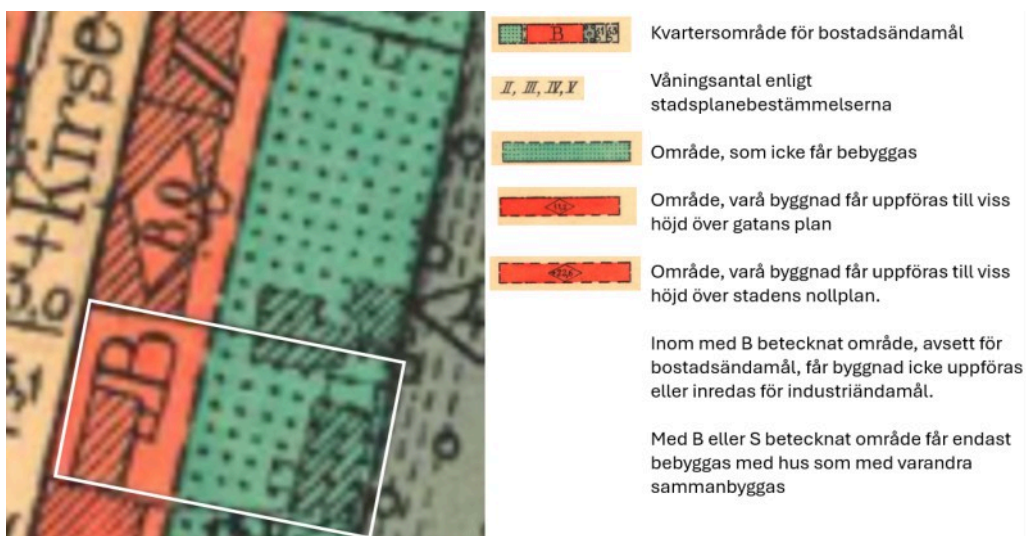 Kirse
B
B
Kvartersområde för bostadsändamål
II, III, IV, V
Våningsantal enligt
stadsplanebestämmelserna
Område, som icke får bebyggas
Område, varå byggnad får uppföras till viss
höjd över gatans plan
Område, varå byggnad får uppföras till viss
höjd över stadens nollplan.
Inom med B betecknat område, avsett för
bostadsändamål, får byggnad icke uppföras
eller inredas för industriändamål.
Med B eller S betecknat område får endast
bebyggas med hus som med varandra
sammanbyggas